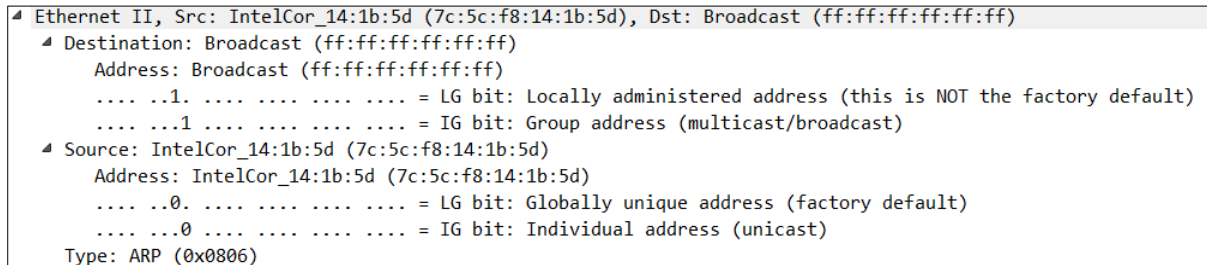 Ethernet II, Src: IntelCor_14:1b:5d (7c:5c:f8:14:1b:5d), Dst: Broadcast (ff:ff:ff:ff:ff:ff)
Destination: Broadcast (ff:ff:ff:ff:ff:ff)
Address: Broadcast (ff:ff:ff:ff:ff:ff)
.... ..1. .... .... .... .... = LG bit: Locally administered address (this is NOT the factory default)
.... ...1 .... .... .... .... = IG bit: Group address (multicast/broadcast)
Source: IntelCor_14:1b:5d (7c:5c:f8:14:1b:5d)
Address: IntelCor_14:1b:5d (7c:5c:f8:14:1b:5d)
.... ..0. .... .... .... .... = LG bit: Globally unique address (factory default)
.... ...0 .... .... .... .... = IG bit: Individual address (unicast)
Type: ARP (0x0806)